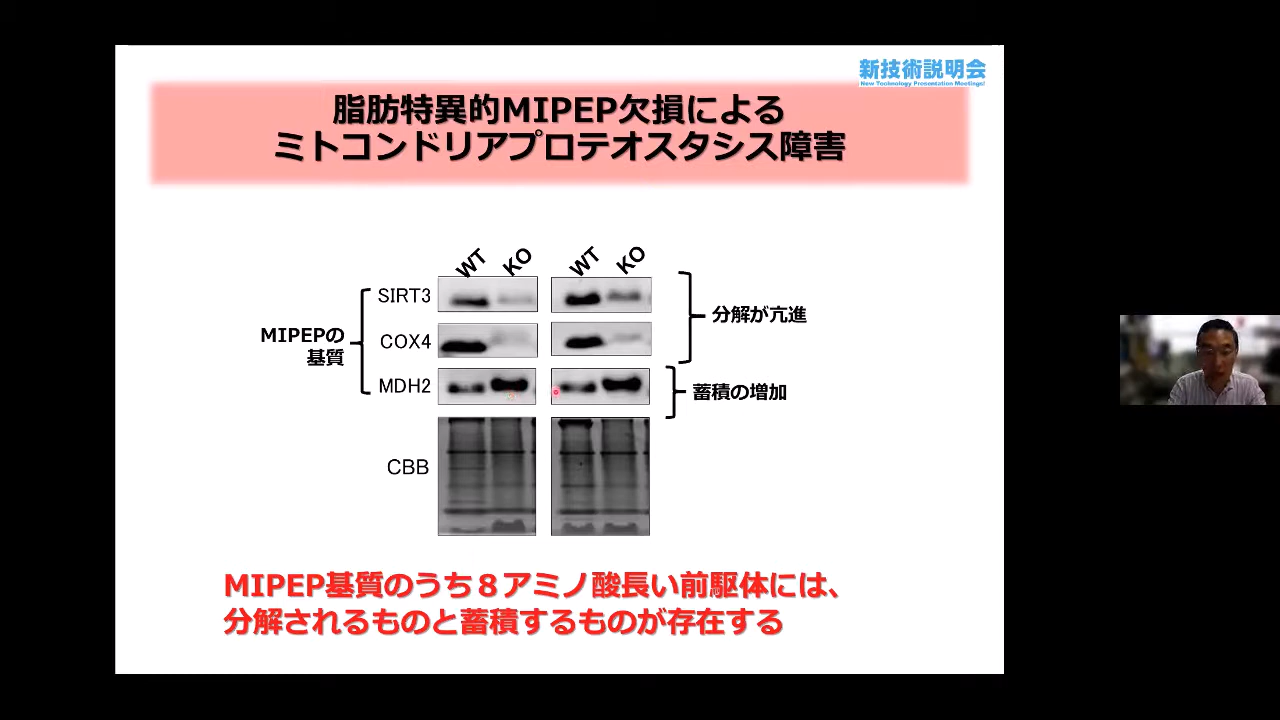 新技術説明会
New Technology Presentation Meetings!
脂肪特異的MIPEP欠損による
ミトコンドリアプロテオスタシス障害
WT KO WT KO
SIRT3
COX4
MDH2
CBB
MIPEPの
基質
分解が亢進
蓄積の増加
MIPEP基質のうち８アミノ酸長い前駆体には、
分解されるものと蓄積するものが存在する